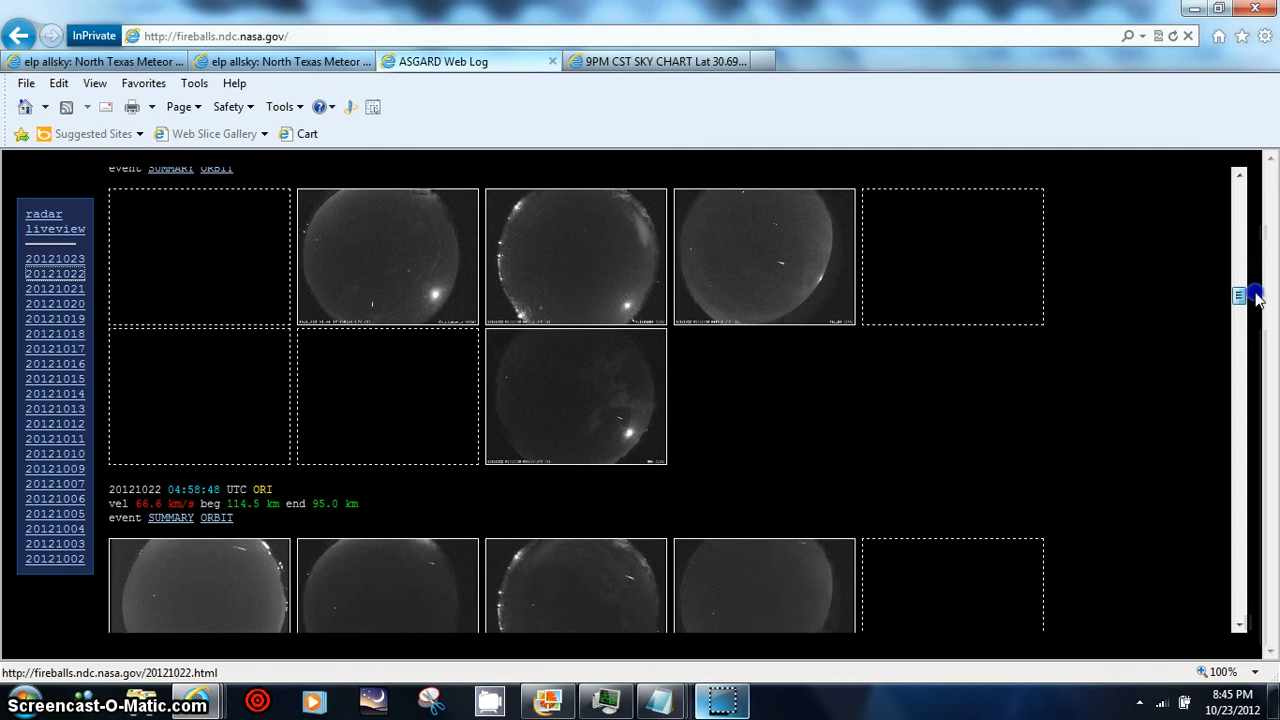 InPrivate http://fireballs.ndc.nasa.gov/
elp allsky: North Texas Meteor ... elp allsky: North Texas Meteor ... ASGARD Web Log 9PM CST SKY CHART Lat 30.69...
File Edit View Favorites Tools Help
Page Safety Tools
Suggested Sites Web Slice Gallery Cart
event SUMMARY ORBIT
radar
liveview
20121023
20121022
20121021
20121020
20121019
20121018
20121017
20121016
20121015
20121014
20121013
20121012
20121011
20121010
20121009
20121007
20121006
20121005
20121004
20121003
20121002
20121022 04:58:48 UTC ORI
vel 66.6 km/s beg 114.5 km end 95.0 km
event SUMMARY ORBIT
http://fireballs.ndc.nasa.gov/20121022.html
100%
Screencast-O-Matic.com
8:45 PM
10/23/2012